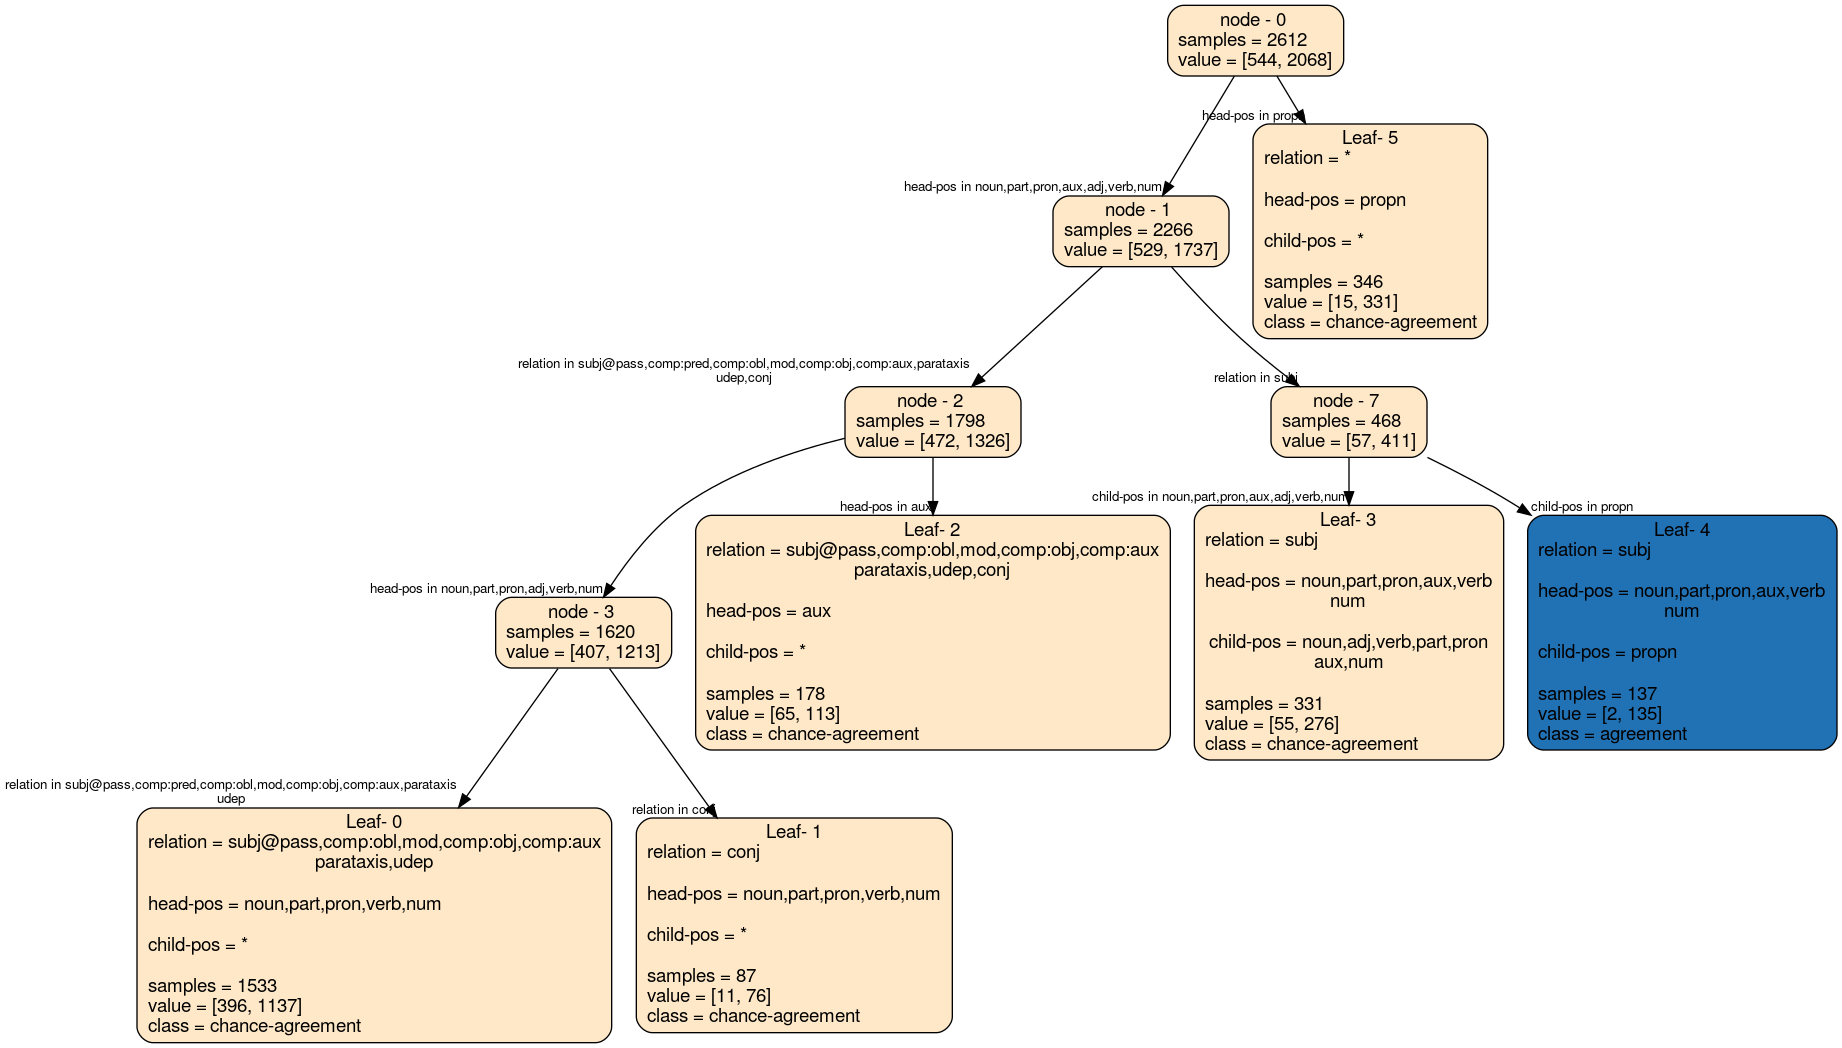 node - 0
samples = 2612
value = [544, 2068]
head-pos in propn
Leaf- 5
relation = *
head-pos = propn
child-pos = *
samples = 346
value = [15, 331]
class = chance-agreement
head-pos in noun,part,pron,aux,adj,verb,num
node - 1
samples = 2266
value = [529, 1737]
relation in subj@pass,comp:pred,comp:obl,mod,comp:obj,comp:aux,parataxis
udep,conj
node - 2
samples = 1798
value = [472, 1326]
relation in subj
node - 7
samples = 468
value = [57, 411]
head-pos in noun,part,pron,adj,verb,num
node - 3
samples = 1620
value = [407, 1213]
head-pos in aux
Leaf- 2
relation = subj@pass,comp:obl,mod,comp:obj,comp:aux
parataxis,udep,conj
head-pos = aux
child-pos = *
samples = 178
value = [65, 113]
class = chance-agreement
child-pos in noun,part,pron,aux,adj,verb,num
Leaf- 3
relation = subj
head-pos = noun,part,pron,aux,verb
num
child-pos = noun,adj,verb,part,pron
aux,num
samples = 331
value = [55, 276]
class = chance-agreement
child-pos in propn
Leaf- 4
relation = subj
head-pos = noun,part,pron,aux,verb
num
child-pos = propn
samples = 137
value = [2, 135]
class = agreement
relation in subj@pass,comp:pred,comp:obl,mod,comp:obj,comp:aux,parataxis
udep
Leaf- 0
relation = subj@pass,comp:obl,mod,comp:obj,comp:aux
parataxis,udep
head-pos = noun,part,pron,verb,num
child-pos = *
samples = 1533
value = [396, 1137]
class = chance-agreement
relation in conj
Leaf- 1
relation = conj
head-pos = noun,part,pron,verb,num
child-pos = *
samples = 87
value = [11, 76]
class = chance-agreement